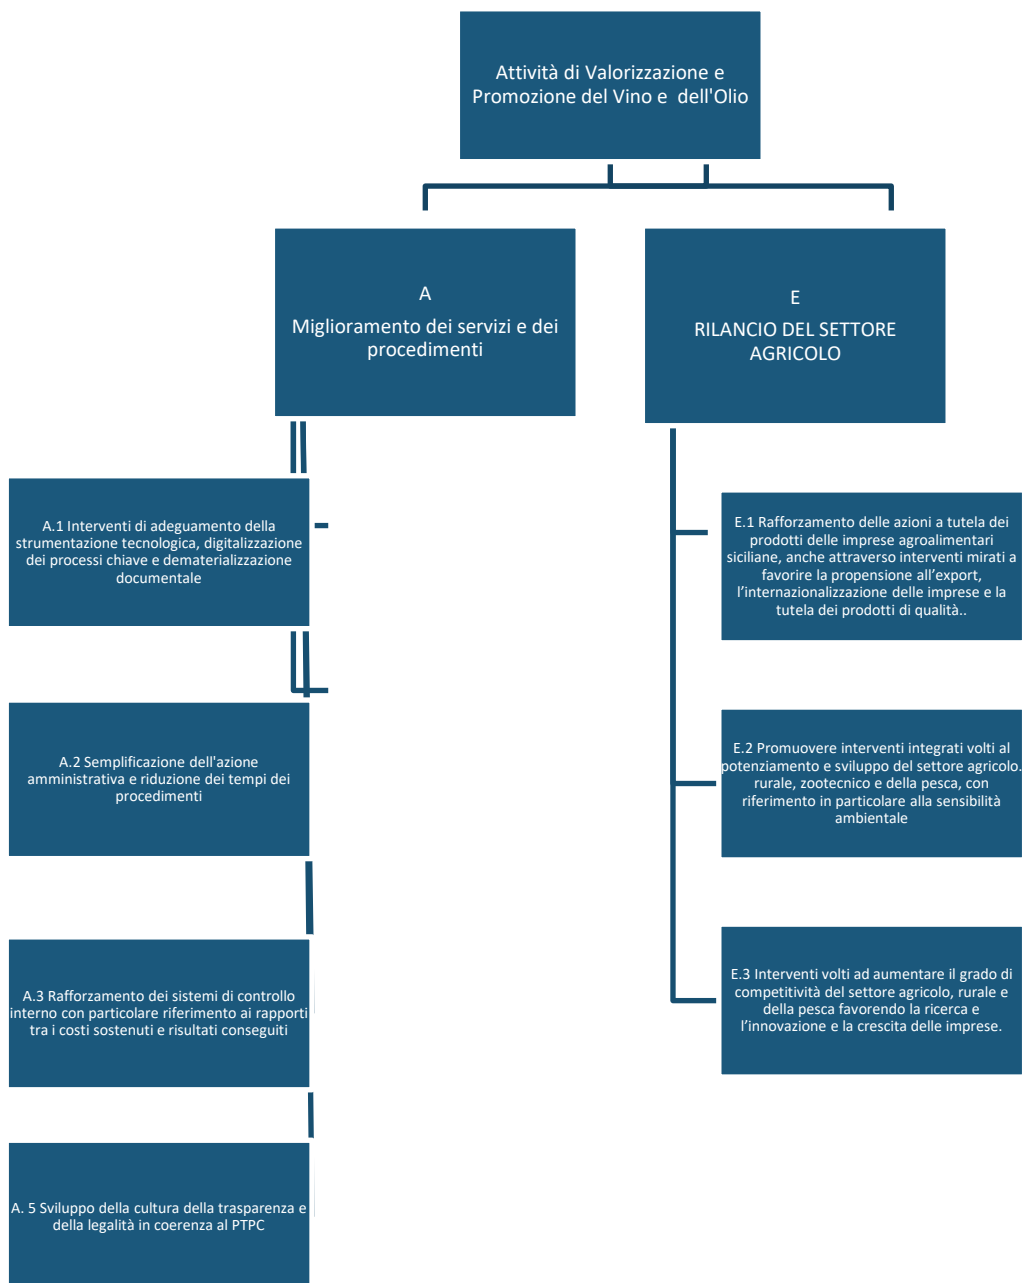 Attività di Valorizzazione e
Promozione del Vino e  dell'Olio
A
Miglioramento dei servizi e dei
procedimenti
E
RILANCIO DEL SETTORE
AGRICOLO
A.1 Interventi di adeguamento della
strumentazione tecnologica, digitalizzazione
dei processi chiave e dematerializzazione
documentale
A.2 Semplificazione dell'azione
amministrativa e riduzione dei tempi dei
procedimenti
A.3 Rafforzamento dei sistemi di controllo
interno con particolare riferimento ai rapporti
tra i costi sostenuti e risultati conseguiti
A. 5 Sviluppo della cultura della trasparenza e
della legalità in coerenza al PTPC
E.1 Rafforzamento delle azioni a tutela dei
prodotti delle imprese agroalimentari
siciliane, anche attraverso interventi mirati a
favorire la propensione all’export,
l’internazionalizzazione delle imprese e la
tutela dei prodotti di qualità..
E.2 Promuovere interventi integrati volti al
potenziamento e sviluppo del settore agricolo.
rurale, zootecnico e della pesca, con
riferimento in particolare alla sensibilità
ambientale
E.3 Interventi volti ad aumentare il grado di
competitività del settore agricolo, rurale e
della pesca favorendo la ricerca e
l’innovazione e la crescita delle imprese.